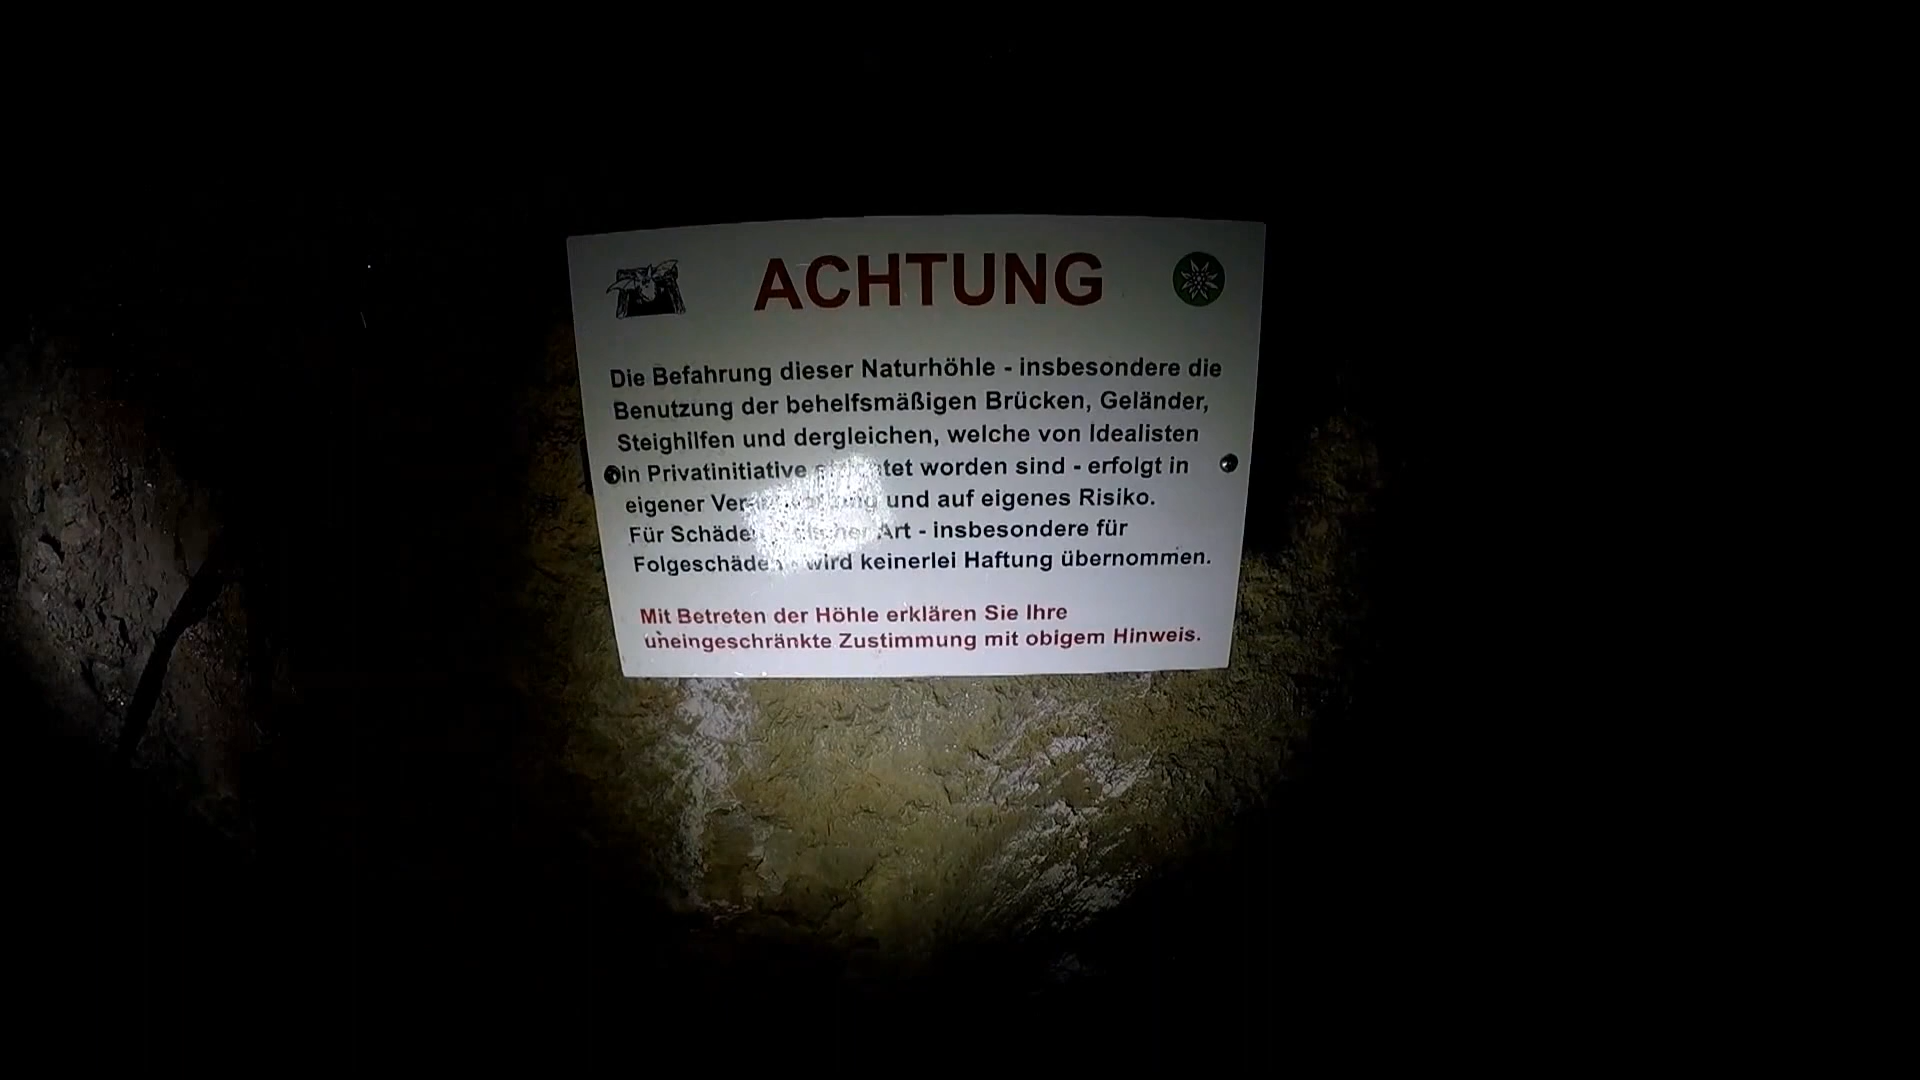 ACHTUNG
Die Befahrung dieser Naturhöhle - insbesondere die
Benutzung der behelfsmäßigen Brücken, Geländer,
Steighilfen und dergleichen, welche von Idealisten
in Privatinitiative worden sind - erfolgt in
eigener und auf eigenes Risiko.
Für Art - insbesondere für
Folgeschäden - wird keinerlei Haftung übernommen.
Mit Betreten der Höhle erklären Sie Ihre
uneingeschränkte Zustimmung mit obigem Hinweis.